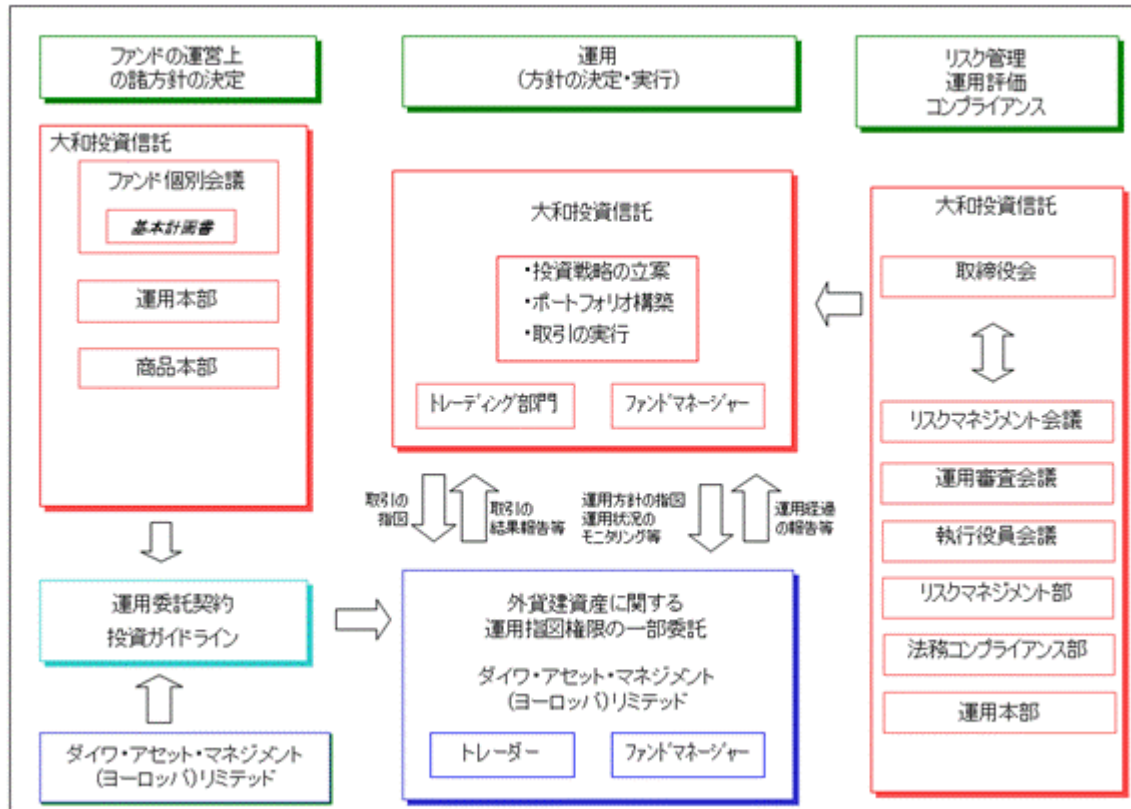 ファンドの運営上
の諸方針の決定
運用
(方針の決定・実行)
リスク管理
運用評価
コンプライアンス
大和投資信託
ファンド個別会議
基本計画書
運用本部
商品本部
大和投資信託
・投資戦略の立案
・ポートフォリオ構築
・取引の実行
トレーディング部門
ファンドマネージャー
大和投資信託
取締役会
リスクマネジメント会議
運用審査会議
執行役員会議
リスクマネジメント部
法務コンプライアンス部
運用本部
取引の
指図
取引の
結果報告等
運用方針の指図
運用状況の
モニタリング等
運用経過
の報告等
運用委託契約
投資ガイドライン
外貨建資産に関する
運用指図権限の一部委託
ダイワ・アセット・マネジメント
(ヨーロッパ)リミテッド
トレーダー
ファンドマネージャー
ダイワ・アセット・マネジメント
(ヨーロッパ)リミテッド